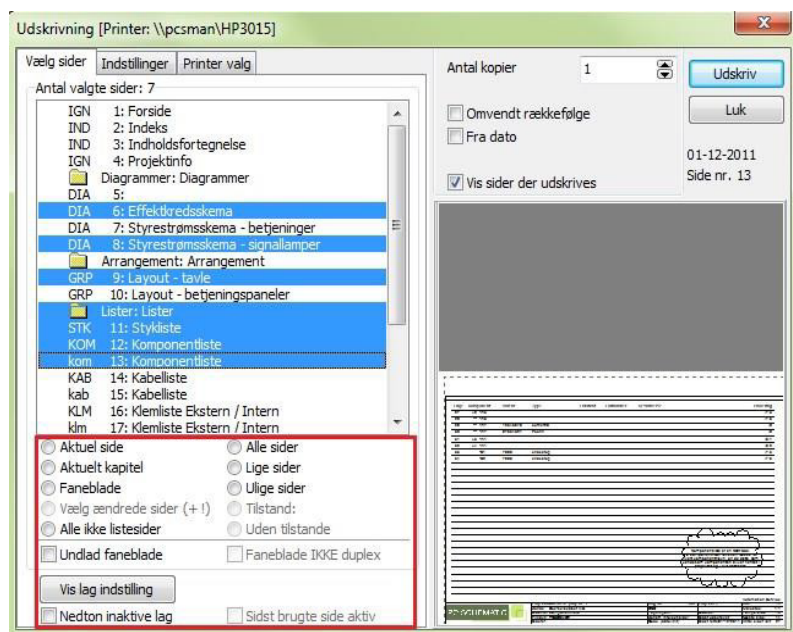 Udskrivning [Printer: \\pcsman\HP3015]
Vælg sider
Indstillinger
Printer valg
Antal valgte sider: 7
IGN 1: Forside
IND 2: Indeks
IND 3: Indholdsfortegnelse
IGN 4: Projektinfo
Diagrammer: Diagrammer
DIA 5:
DIA 6: Effektkredsskema
DIA 7: Styrestrømsskema - betjeninger
DIA 8: Styrestrømsskema - signallamper
Arrangement: Arrangement
GRP 9: Layout - tavle
GRP 10: Layout - betjeningspaneler
Lister: Lister
STK 11: Stykliste
KOM 12: Komponentliste
kom 13: Komponentliste
KAB 14: Kabelliste
kab 15: Kabelliste
KLM 16: Klemliste Ekstern / Intern
klm 17: Klemliste Ekstern / Intern
Aktuel side
Alle sider
Aktuelt kapitel
Lige sider
Faneblade
Ulige sider
Vælg ændrede sider (+ !)
Tilstand:
Alle ikke listesider
Uden tilstande
Undlad faneblade
Faneblade IKKE duplex
Vis lag indstilling
Nedton inaktive lag
Sidst brugte side aktiv
Antal kopier 1
Udskriv
Omvendt rækkefølge
Luk
Fra dato
01-12-2011
Vis sider der udskrives
Side nr. 13
PC|SCHEMATIC